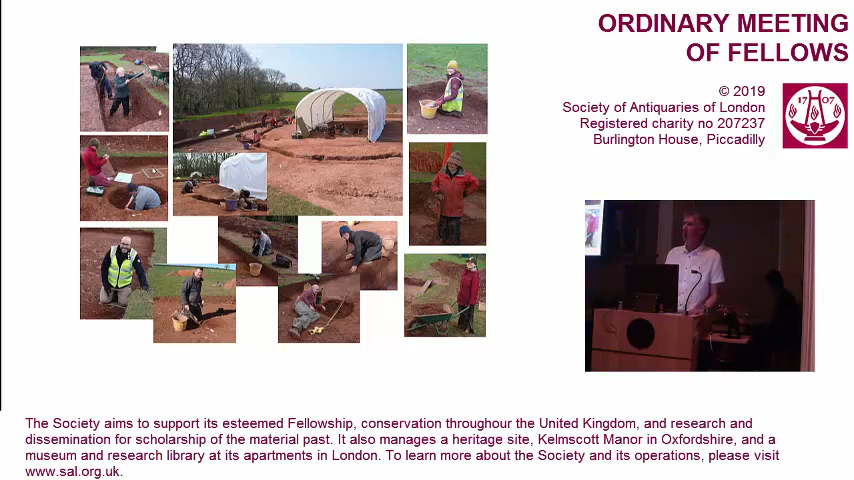 ORDINARY MEETING
OF FELLOWS
© 2019
Society of Antiquaries of London
Registered charity no 207237
Burlington House, Piccadilly
17 07
The Society aims to support its esteemed Fellowship, conservation throughour the United Kingdom, and research and
dissemination for scholarship of the material past. It also manages a heritage site, Kelmscott Manor in Oxfordshire, and a
museum and research library at its apartments in London. To learn more about the Society and its operations, please visit
www.sal.org.uk.